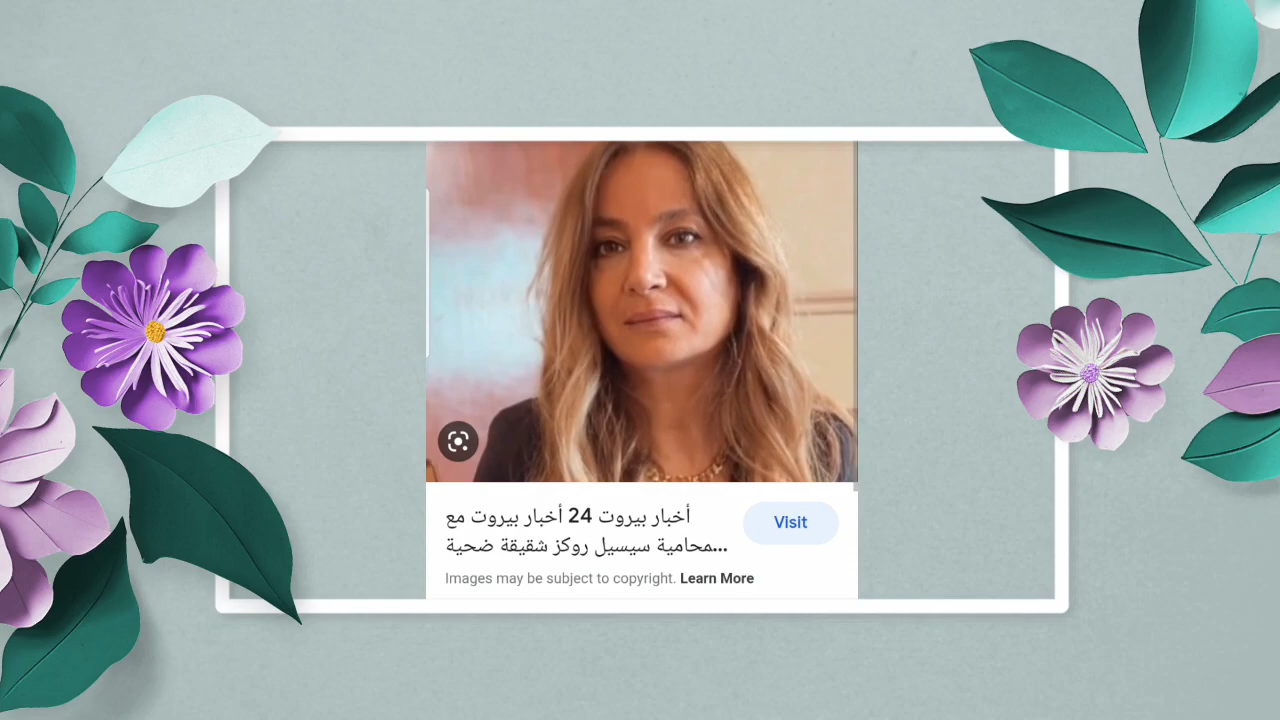 أخبار بيروت 24 أخبار بيروت مع
محامية سيسيل روكز شقيقة ضحية...
Visit
Images may be subject to copyright. Learn More